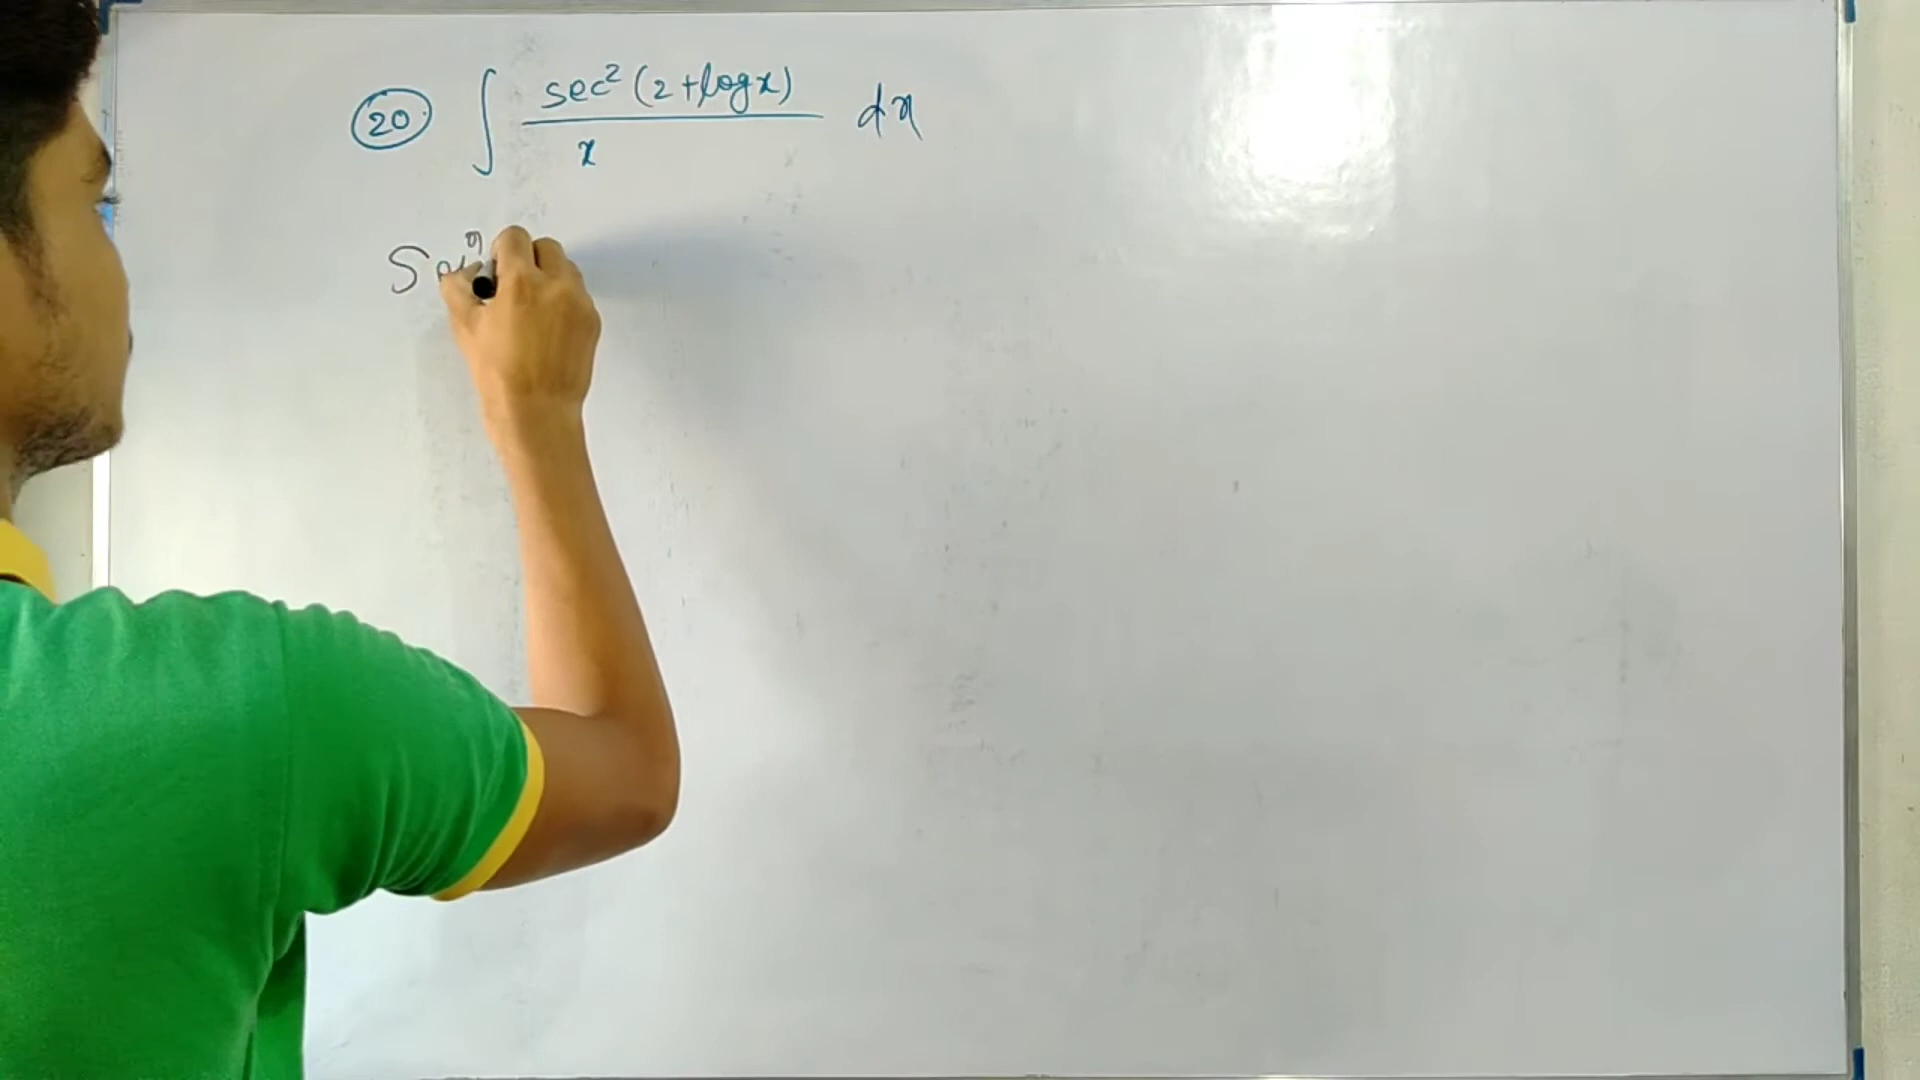 20 ∫ sec² (2+logx) / x dx